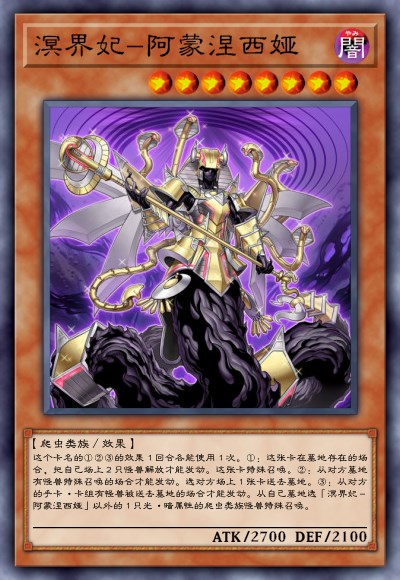 溟界妃-阿蒙涅西娅
やみ
闇
【爬虫类族/效果】
这个卡名的①②③的效果1回合各能使用1次。①:这张卡在墓地存在的场
合,把自己场上2只怪兽解放才能发动。这张卡特殊召唤。②:从对方墓地
有怪兽特殊召唤的场合才能发动。选对方场上1张卡送去墓地。③:从对方
的手卡·卡组有怪兽被送去墓地的场合才能发动。从自己墓地选「溟界妃-
阿蒙涅西娅」以外的1只光·暗属性的爬虫类族怪兽特殊召唤。
ATK/2700 DEF/2100